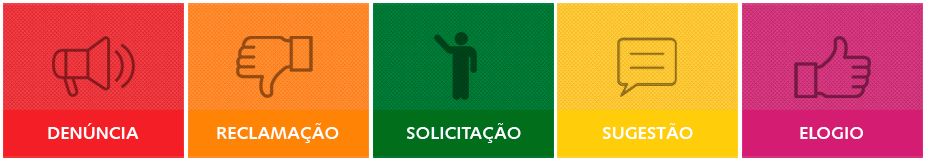 DENÚNCIA
RECLAMAÇÃO
SOLICITAÇÃO
SUGESTÃO
ELOGIO